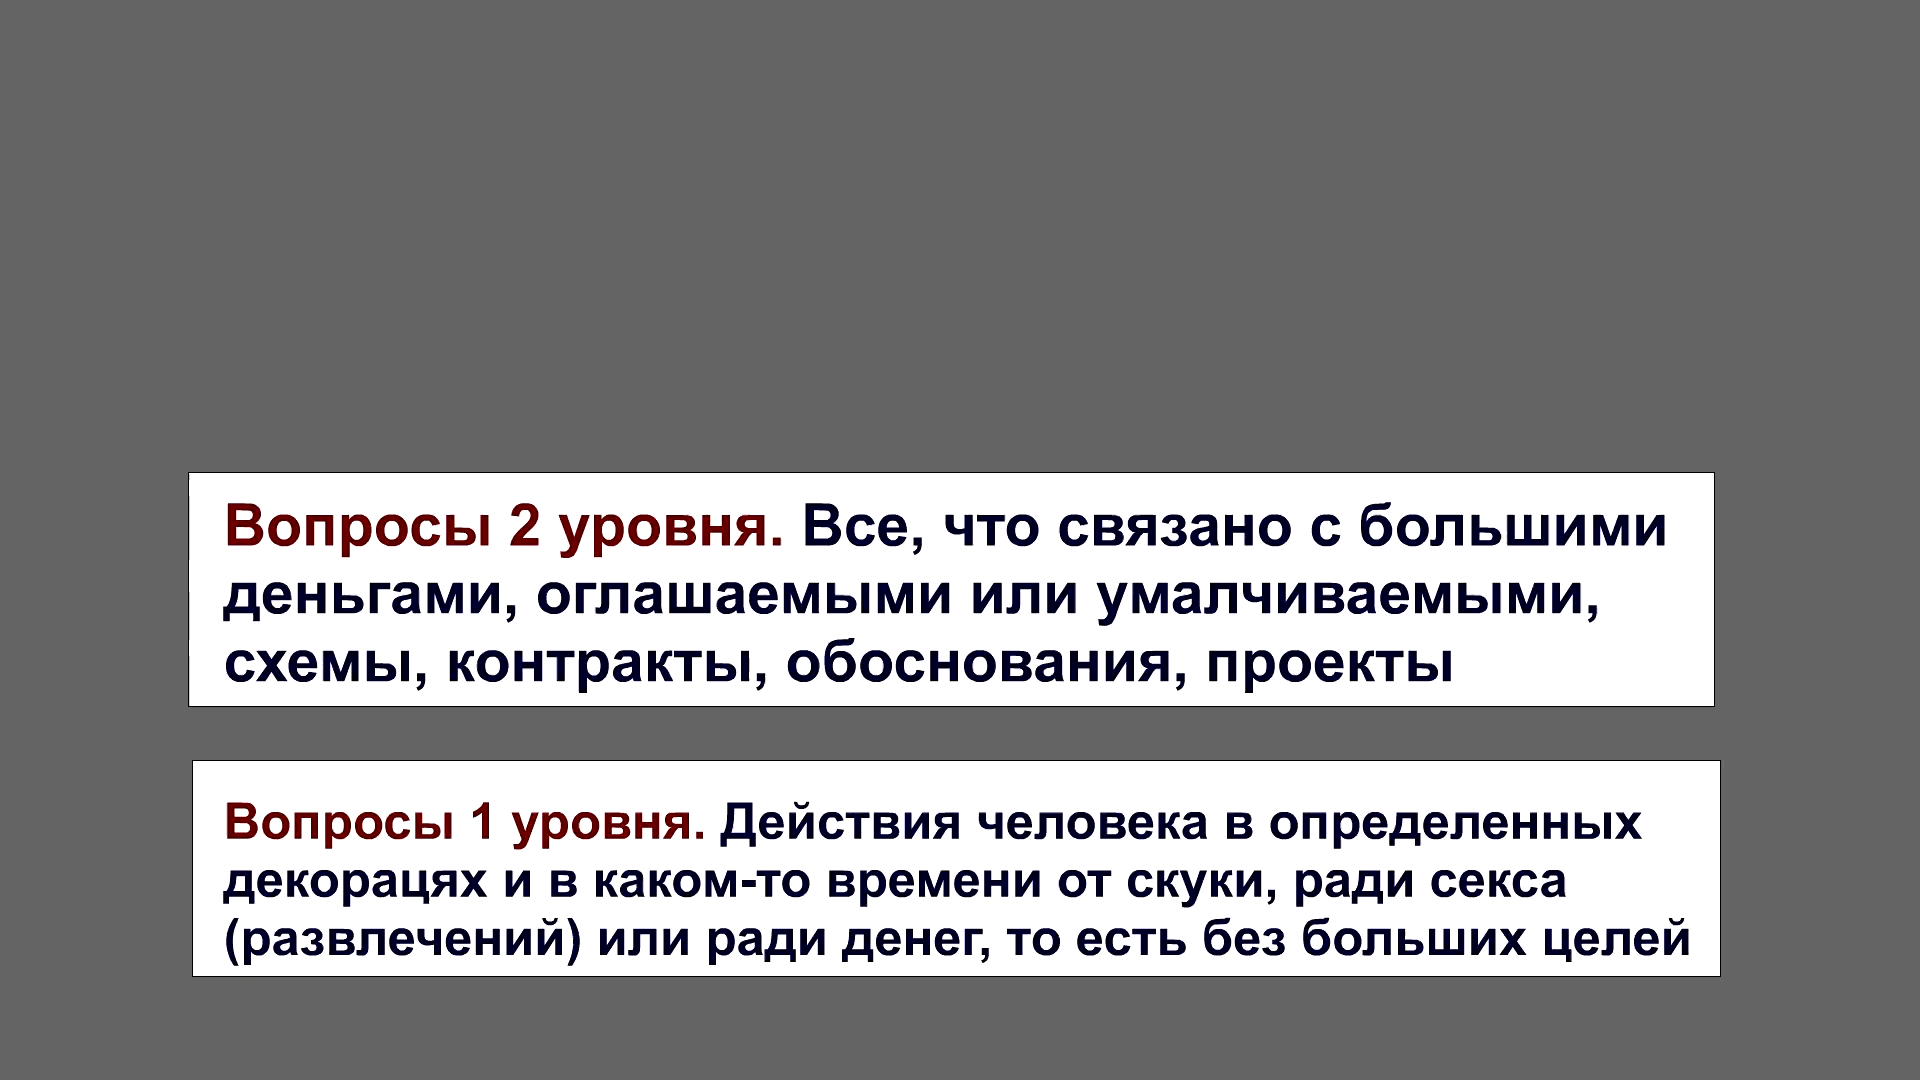 Вопросы 2 уровня. Все, что связано с большими
деньгами, оглашаемыми или умалчиваемыми,
схемы, контракты, обоснования, проекты
Вопросы 1 уровня. Действия человека в определенных
декорацях и в каком-то времени от скуки, ради секса
(развлечений) или ради денег, то есть без больших целей